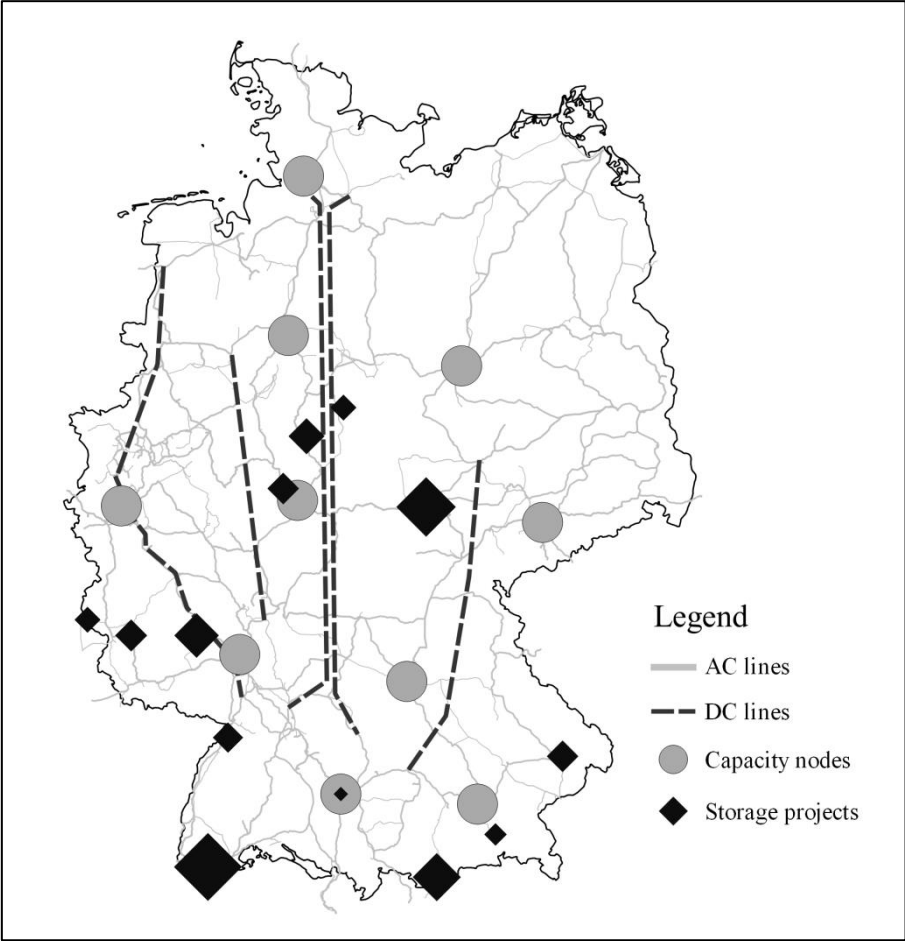 Legend
AC lines
DC lines
Capacity nodes
Storage projects